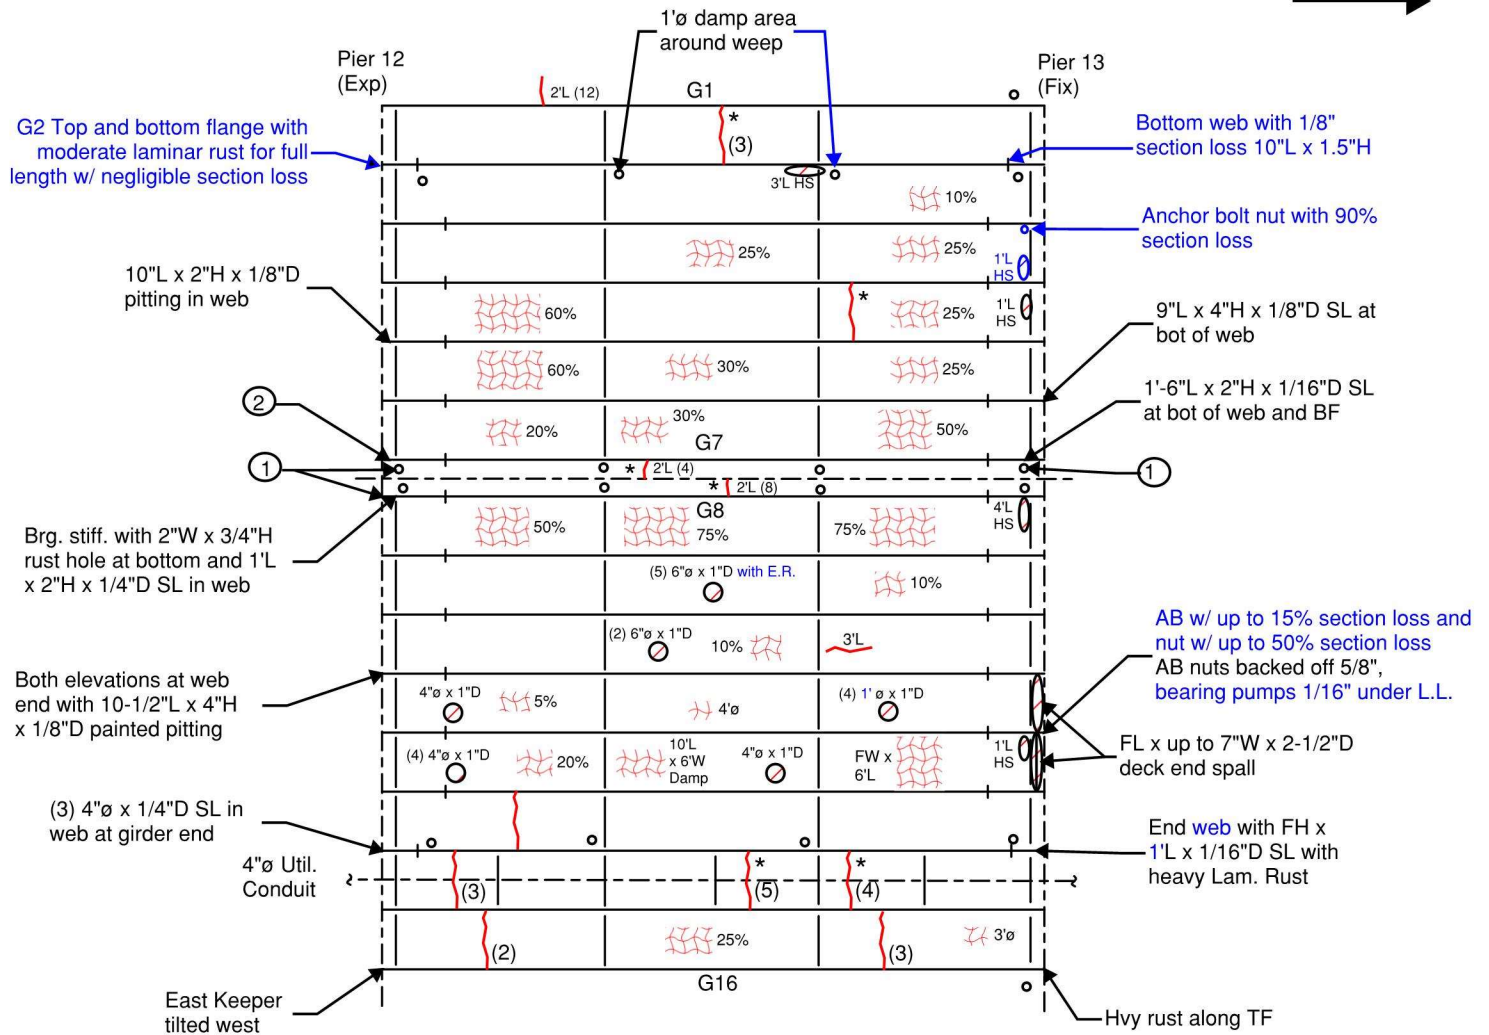 1'ø damp area
around weep
Pier 12
(Exp)
Pier 13
(Fix)
2'L (12)
G1
G2 Top and bottom flange with
moderate laminar rust for full
length w/ negligible section loss
*
(3)
Bottom web with 1/8"
section loss 10"L x 1.5"H
3'L HS
10%
Anchor bolt nut with 90%
section loss
25%
25%
1'L
HS
10"L x 2"H x 1/8"D
pitting in web
60%
*
25%
1'L
HS
9"L x 4"H x 1/8"D SL at
bot of web
60%
30%
25%
2
1'-6"L x 2"H x 1/16"D SL
at bot of web and BF
20%
30%
G7
50%
1
* 2'L (4)
1
* 2'L (8)
G8
50%
75%
75%
4'L
HS
Brg. stiff. with 2"W x 3/4"H
rust hole at bottom and 1'L
x 2"H x 1/4"D SL in web
(5) 6"ø x 1"D with E.R.
10%
(2) 6"ø x 1"D
10%
3'L
AB w/ up to 15% section loss and
nut w/ up to 50% section loss
AB nuts backed off 5/8",
bearing pumps 1/16" under L.L.
Both elevations at web
end with 10-1/2"L x 4"H
x 1/8"D painted pitting
4"ø x 1"D
5%
4'ø
(4) 1' ø x 1"D
(4) 4"ø x 1"D
20%
10'L
x 6'W
Damp
4"ø x 1"D
FW x
6'L
1'L
HS
FL x up to 7"W x 2-1/2"D
deck end spall
(3) 4"ø x 1/4"D SL in
web at girder end
End web with FH x
1'L x 1/16"D SL with
heavy Lam. Rust
4"ø Util.
Conduit
(3)
*
(5)
*
(4)
(2)
25%
(3)
3'ø
G16
East Keeper
tilted west
Hvy rust along TF